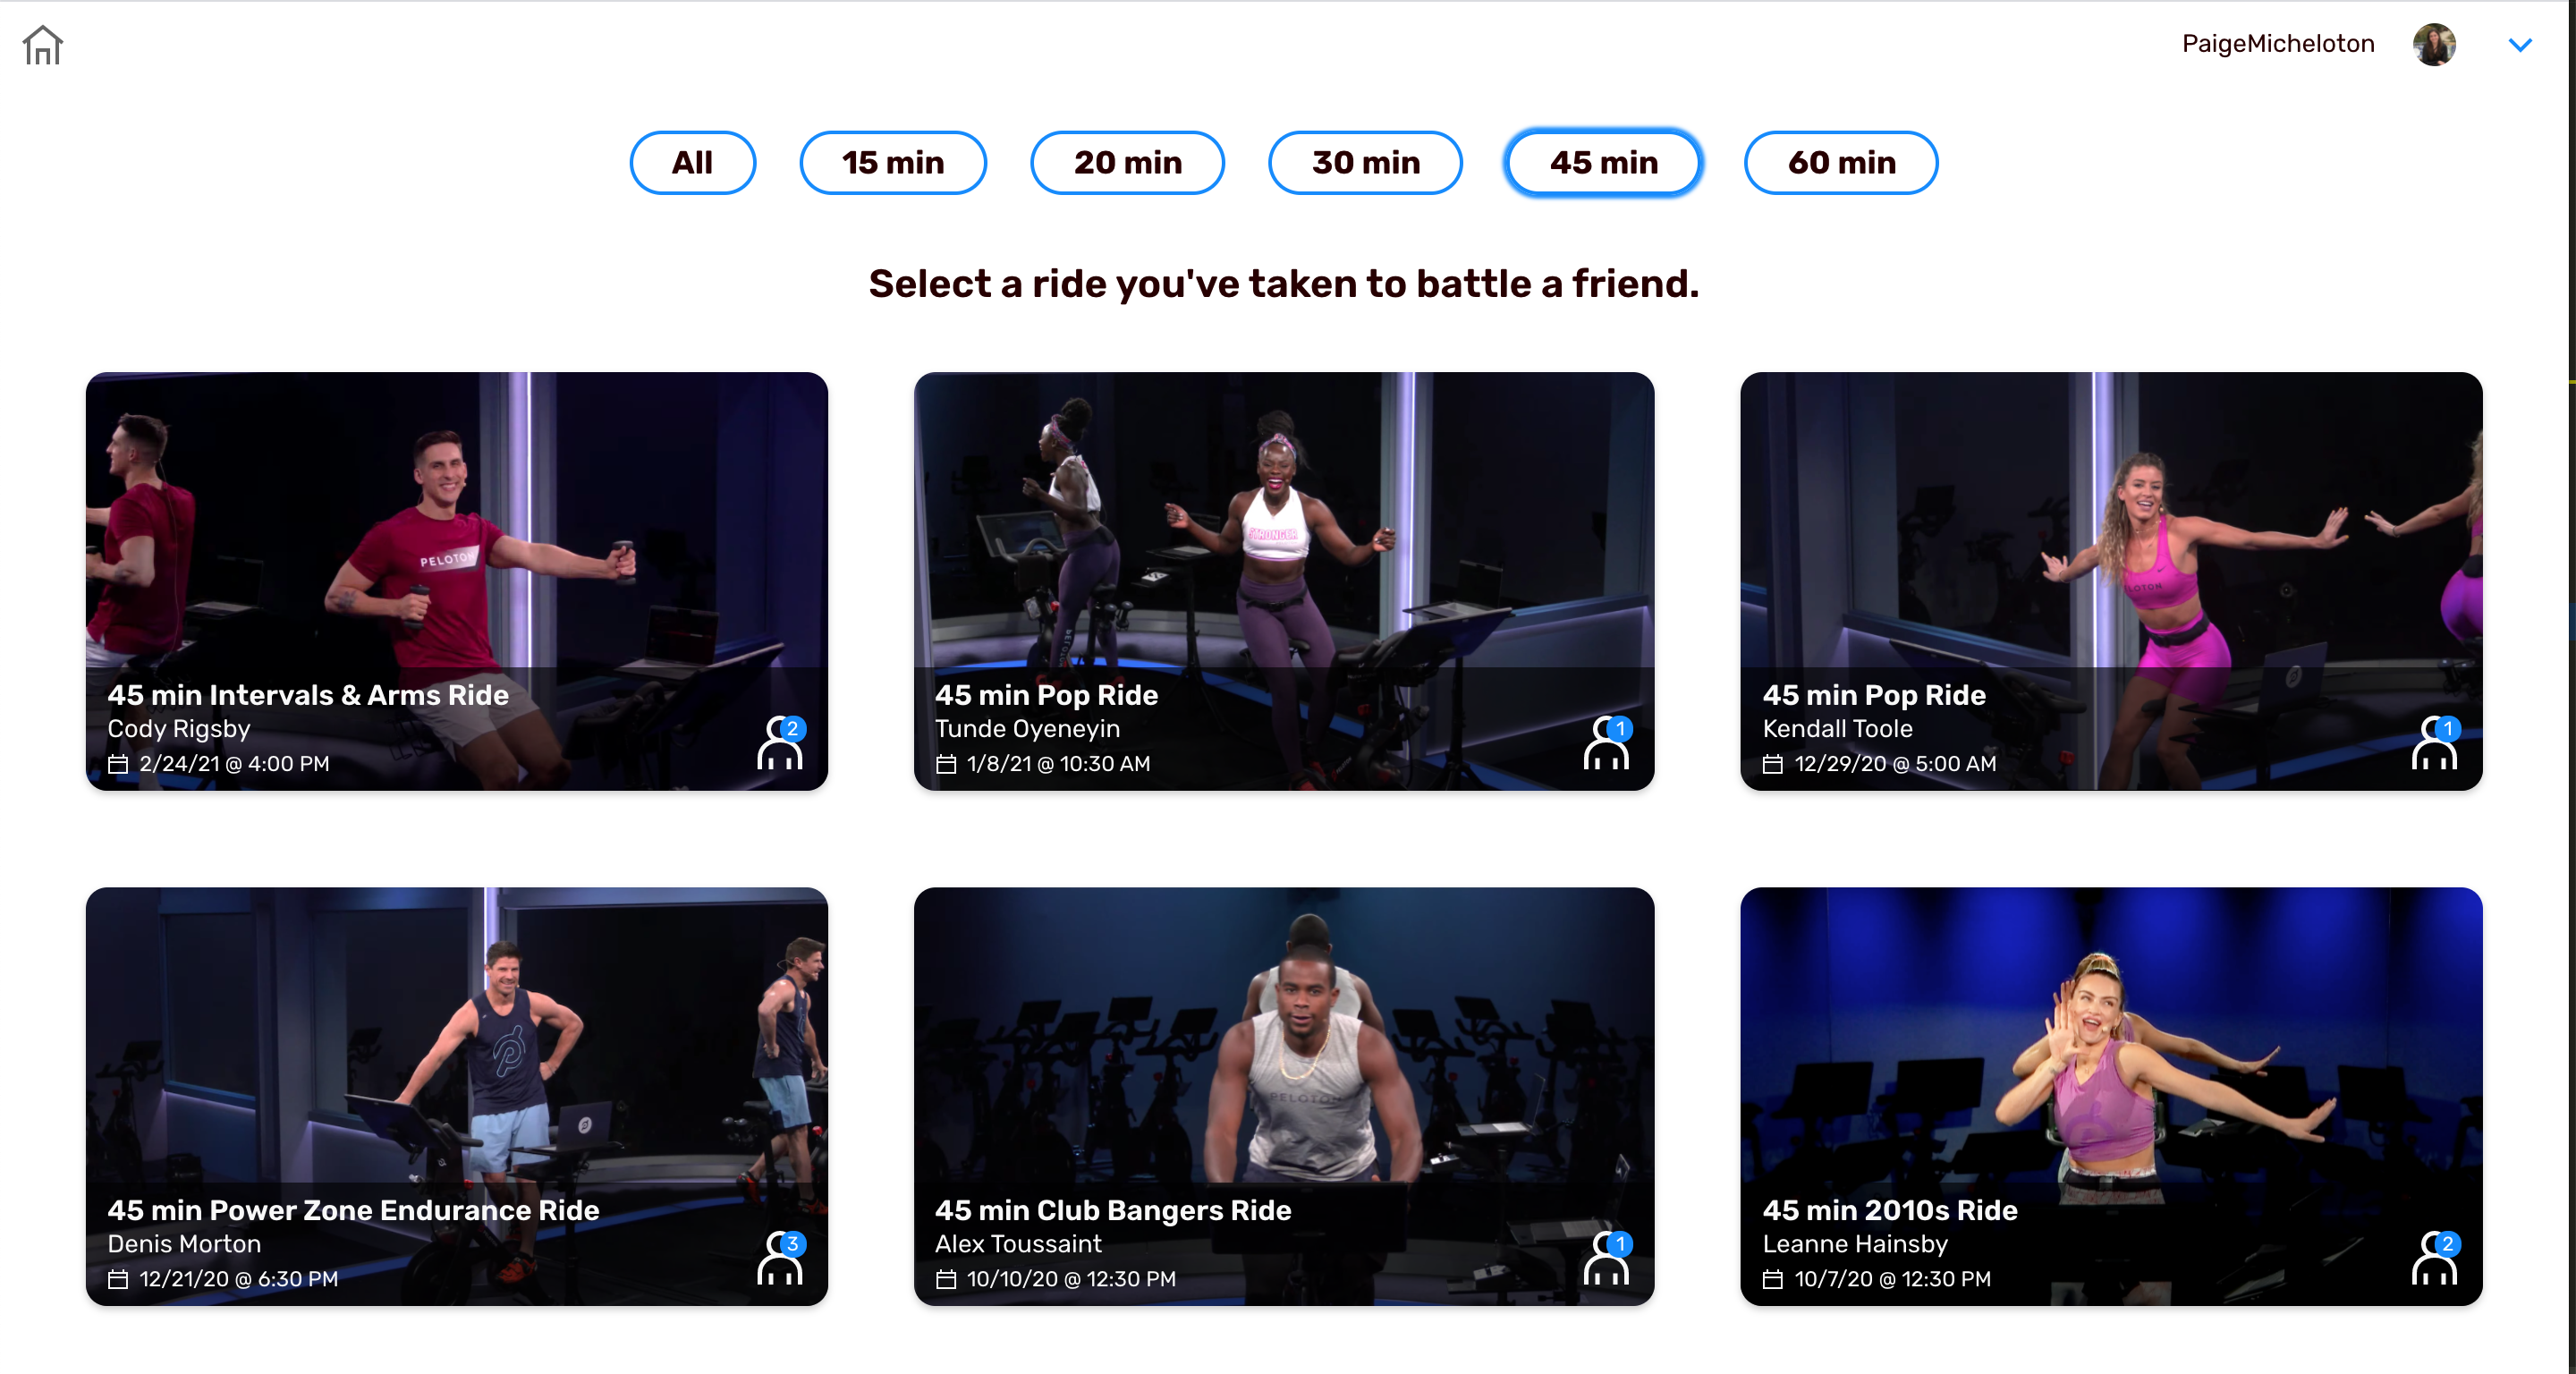 PaigeMicheloton
All
15 min
20 min
30 min
45 min
60 min
Select a ride you've taken to battle a friend.
PELOTON
45 min Intervals & Arms Ride
Cody Rigsby
2/24/21 @ 4:00 PM
2
STRONGER
45 min Pop Ride
Tunde Oyeneyin
1/8/21 @ 10:30 AM
1
45 min Pop Ride
Kendall Toole
12/29/20 @ 5:00 AM
1
45 min Power Zone Endurance Ride
Denis Morton
12/21/20 @ 6:30 PM
3
PELOTON
45 min Club Bangers Ride
Alex Toussaint
10/10/20 @ 12:30 PM
1
45 min 2010s Ride
Leanne Hainsby
10/7/20 @ 12:30 PM
2